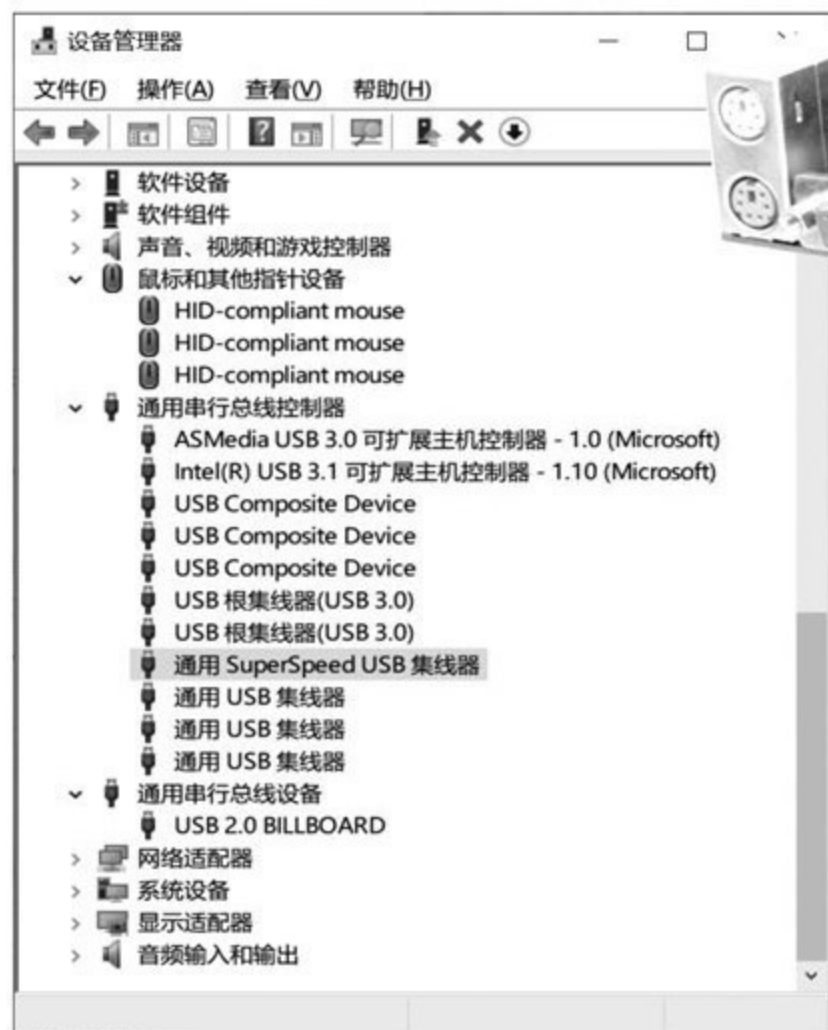 设备管理器
文件(F) 操作(A) 查看(V) 帮助(H)
软件设备
软件组件
声音、视频和游戏控制器
鼠标和其他指针设备
HID-compliant mouse
HID-compliant mouse
HID-compliant mouse
通用串行总线控制器
ASMedia USB 3.0 可扩展主机控制器 - 1.0 (Microsoft)
Intel(R) USB 3.1 可扩展主机控制器 - 1.10 (Microsoft)
USB Composite Device
USB Composite Device
USB Composite Device
USB 根集线器(USB 3.0)
USB 根集线器(USB 3.0)
通用 SuperSpeed USB 集线器
通用 USB 集线器
通用 USB 集线器
通用 USB 集线器
通用串行总线设备
USB 2.0 BILLBOARD
网络适配器
系统设备
显示适配器
音频输入和输出